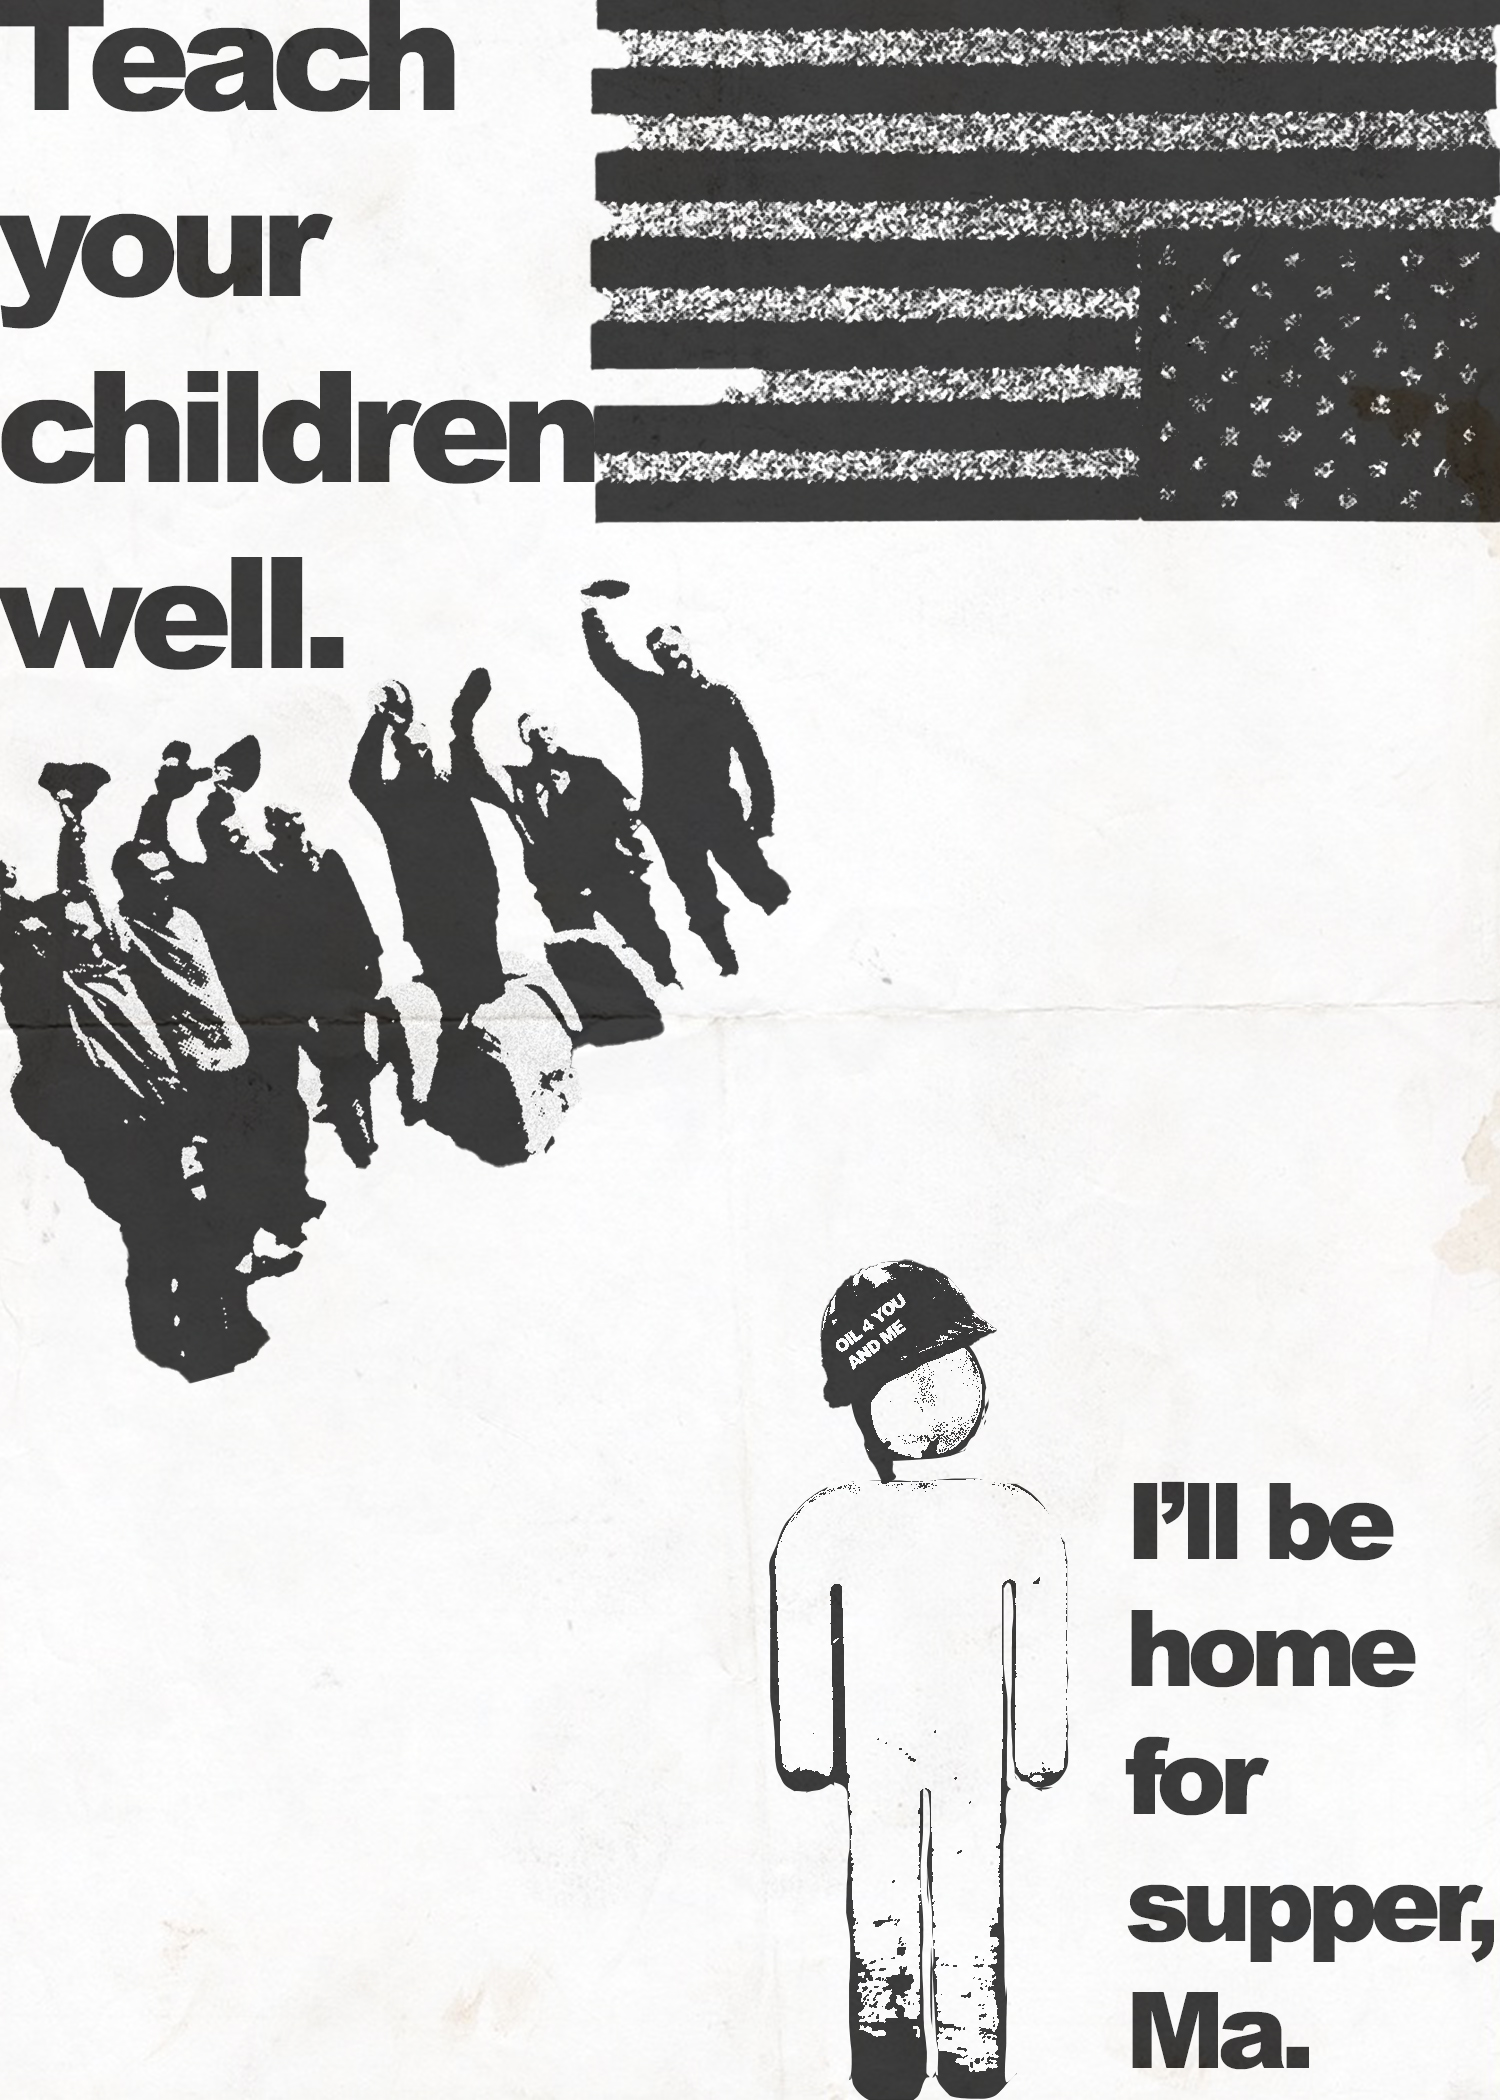 Teach
your
children
well.
OIL 4 YOU
AND ME
I’ll be
home
for
supper,
Ma.